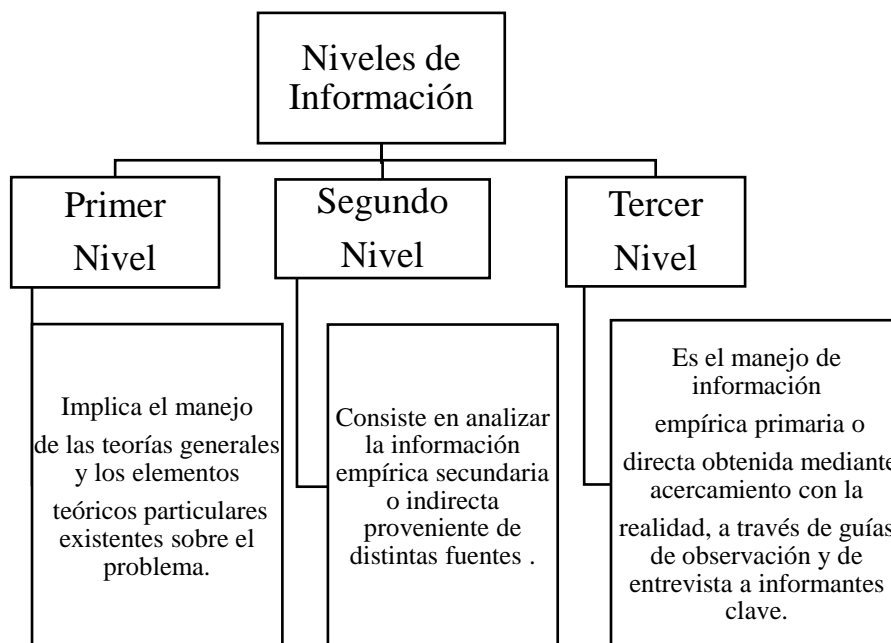 Niveles de
Información
Primer
Nivel
Segundo
Nivel
Tercer
Nivel
Implica el manejo
de las teorías generales
y los elementos
teóricos particulares
existentes sobre el
problema.
Consiste en analizar
la información
empírica secundaria
o indirecta
proveniente de
distintas fuentes .
Es el manejo de
información
empírica primaria o
directa obtenida mediante
acercamiento con la
realidad, a través de guías
de observación y de
entrevista a informantes
clave.